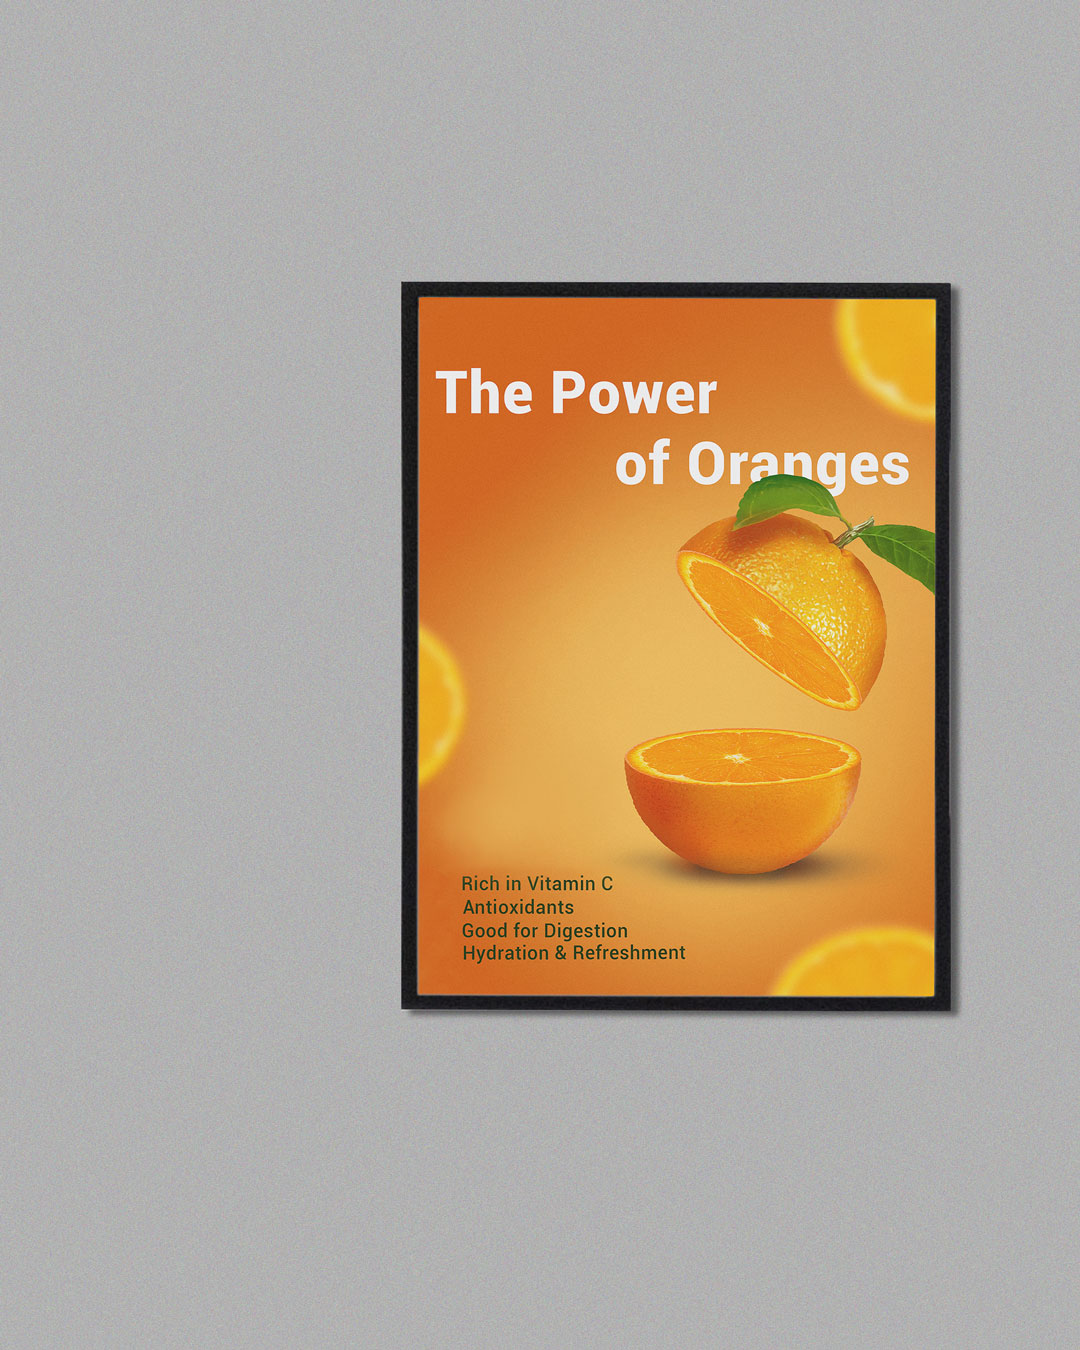 The Power
of Oranges
Rich in Vitamin C
Antioxidants
Good for Digestion
Hydration & Refreshment